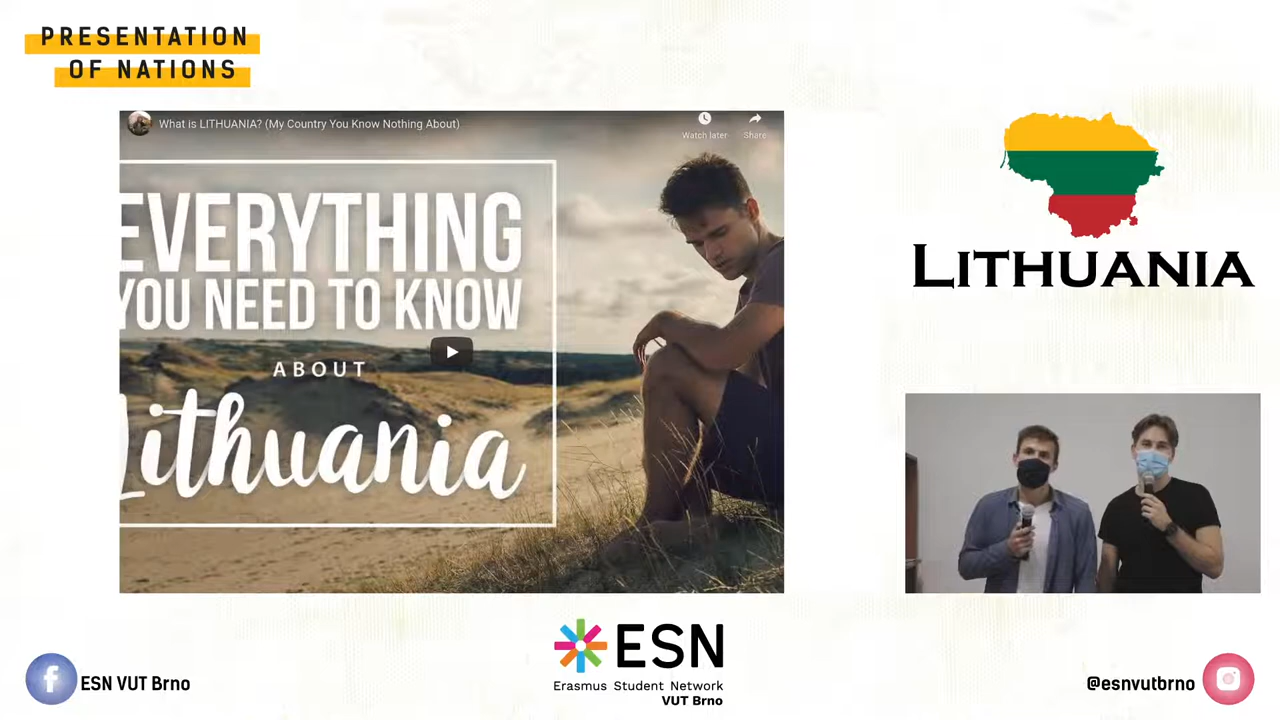 PRESENTATION
OF NATIONS
What is LITHUANIA? (My Country You Know Nothing About)
Watch later
Share
EVERYTHING
YOU NEED TO KNOW
ABOUT
Lithuania
LITHUANIA
f
ESN VUT Brno
ESN
Erasmus Student Network
VUT Brno
@esnvutbrno